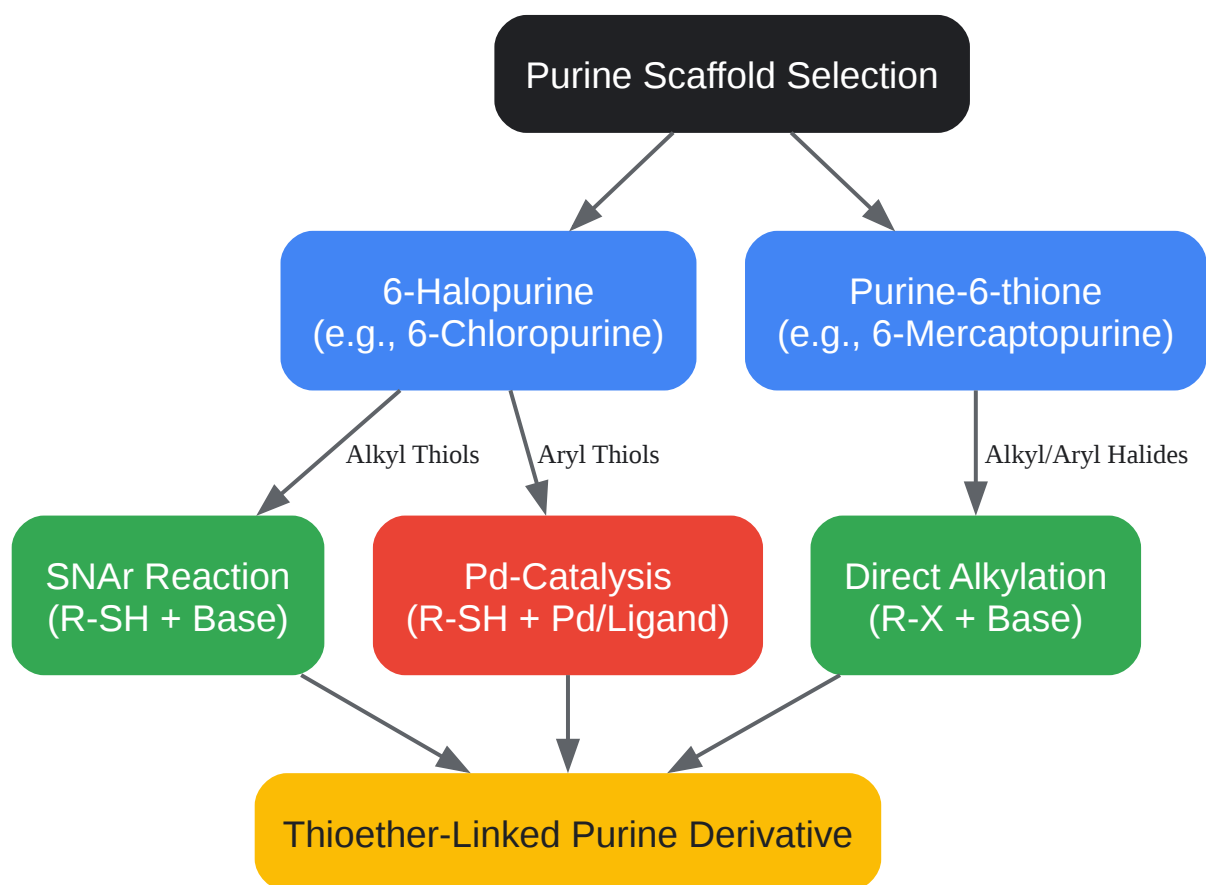 Purine Scaffold Selection
6-Halopurine
(e.g., 6-Chloropurine)
Purine-6-thione
(e.g., 6-Mercaptopurine)
Alkyl Thiols
Aryl Thiols
Alkyl/Aryl Halides
SNAr Reaction
(R-SH + Base)
Pd-Catalysis
(R-SH + Pd/Ligand)
Direct Alkylation
(R-X + Base)
Thioether-Linked Purine Derivative